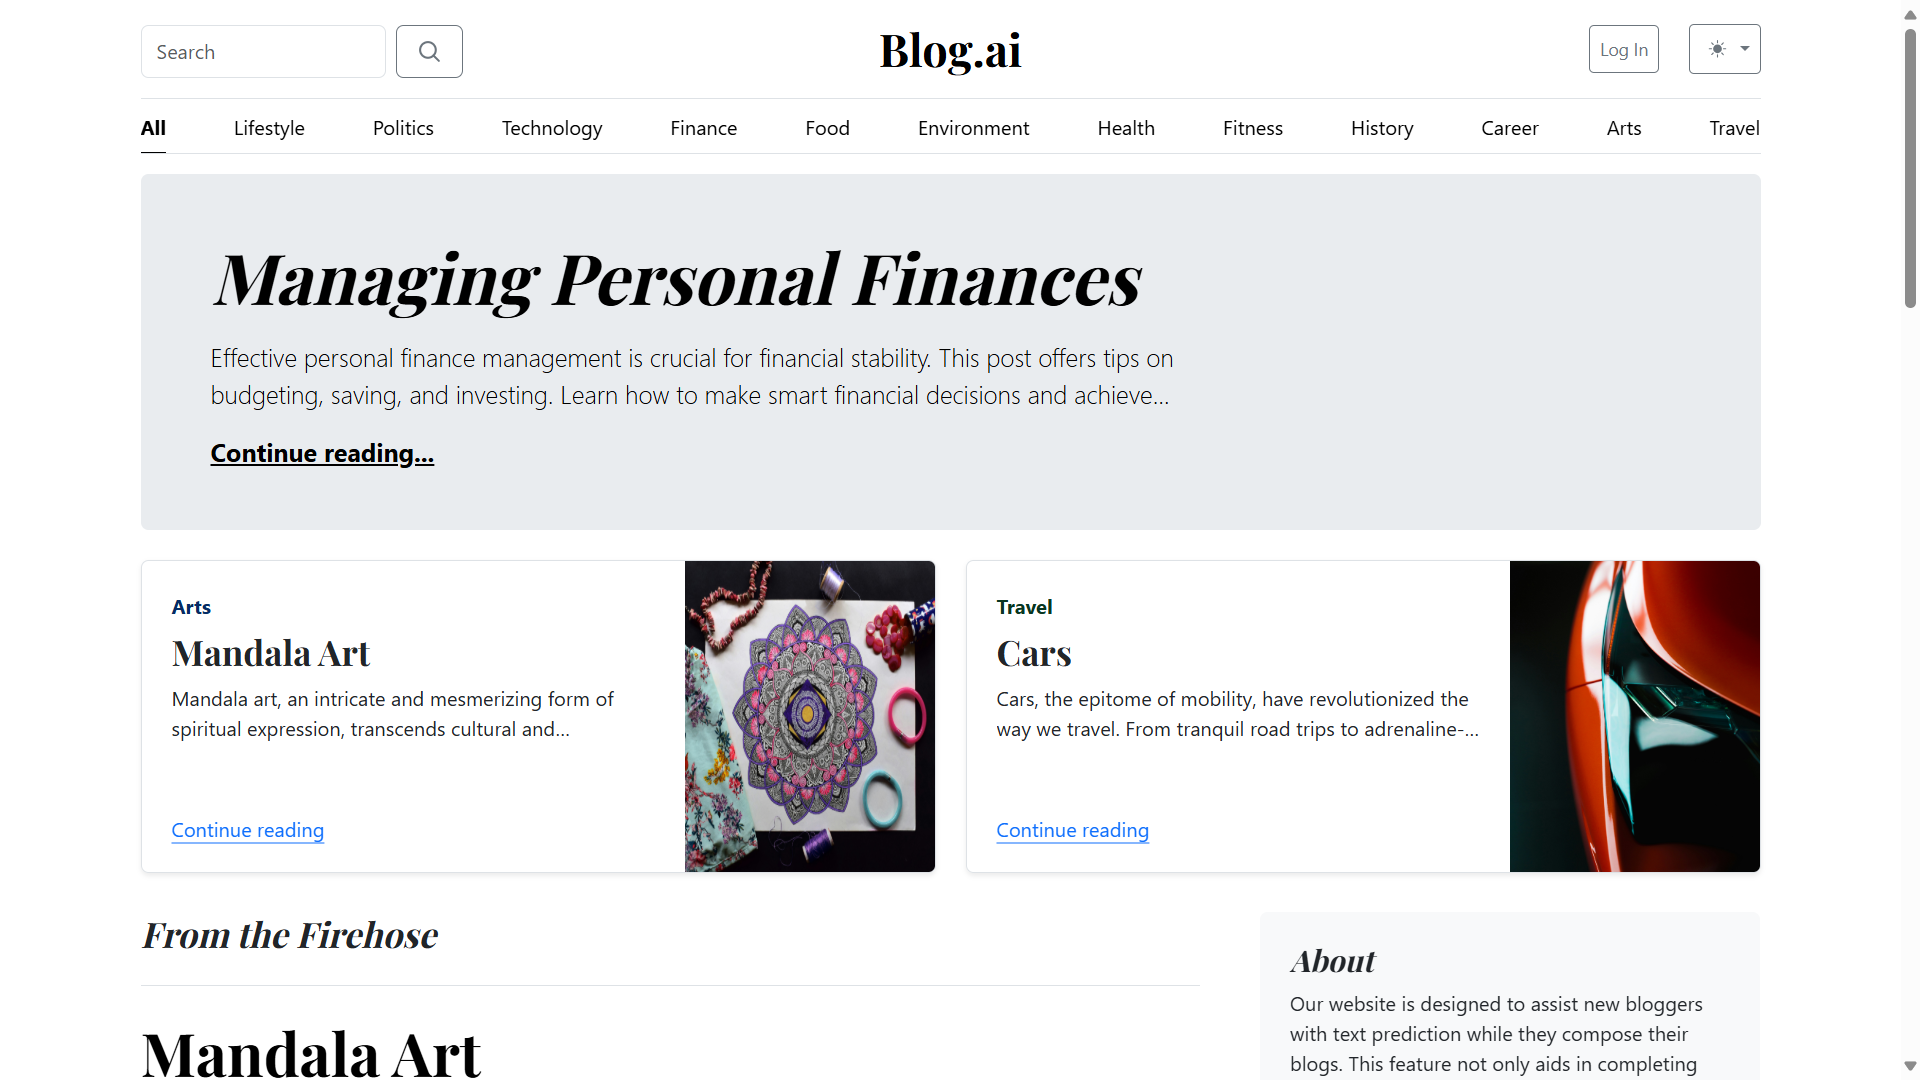 Search
Blog.ai
Log In
All
Lifestyle
Politics
Technology
Finance
Food
Environment
Health
Fitness
History
Career
Arts
Travel
Managing Personal Finances
Effective personal finance management is crucial for financial stability. This post offers tips on
budgeting, saving, and investing. Learn how to make smart financial decisions and achieve...
Continue reading...
Arts
Mandala Art
Mandala art, an intricate and mesmerizing form of
spiritual expression, transcends cultural and...
Continue reading
Travel
Cars
Cars, the epitome of mobility, have revolutionized the
way we travel. From tranquil road trips to adrenaline-...
Continue reading
From the Firehose
Mandala Art
About
Our website is designed to assist new bloggers
with text prediction while they compose their
blogs. This feature not only aids in completing